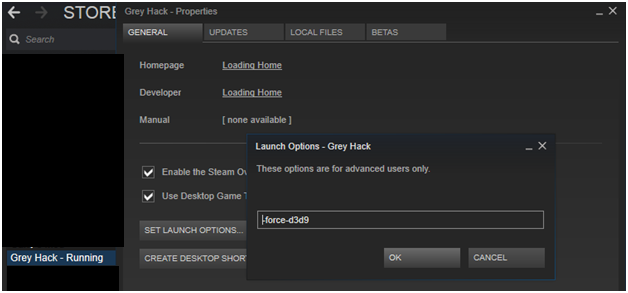 STORE
Grey Hack - Properties
Search
GENERAL
UPDATES
LOCAL FILES
BETAS
Homepage
Loading Home
Developer
Loading Home
Manual
[ none available ]
Launch Options - Grey Hack
These options are for advanced users only.
Enable the Steam Ov
Use Desktop Game T
-force-d3d9
SET LAUNCH OPTIONS...
OK
CANCEL
Grey Hack - Running
CREATE DESKTOP SHORT